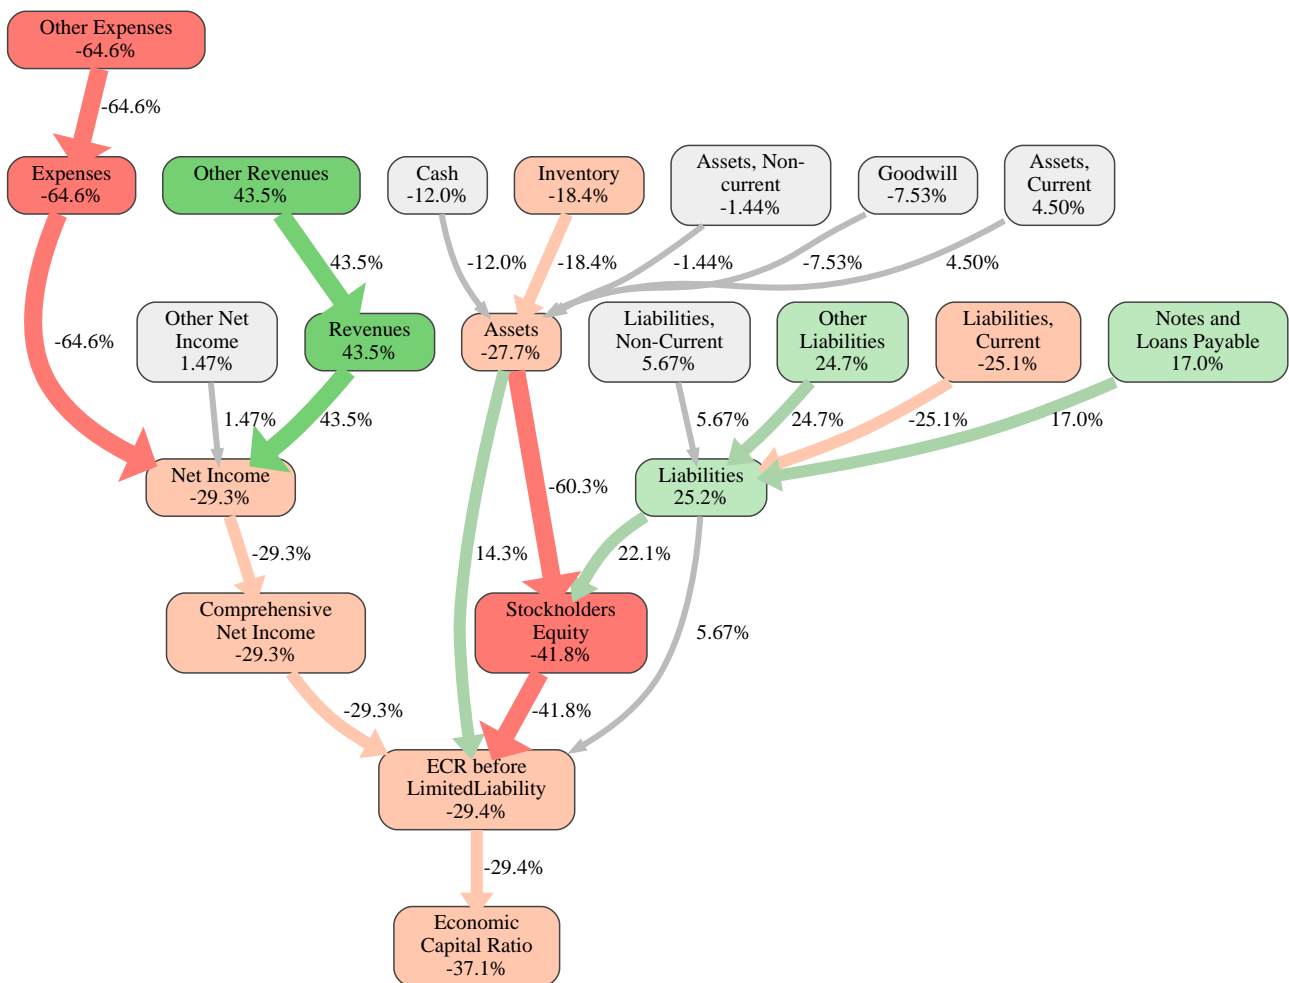 Other Expenses
-64.6%
-64.6%
Expenses
-64.6%
Other Revenues
43.5%
Cash
-12.0%
Inventory
-18.4%
Assets, Non-
current
-1.44%
Goodwill
-7.53%
Assets,
Current
4.50%
43.5%
-12.0%
-18.4%
-1.44%
-7.53%
4.50%
-64.6%
Other Net
Income
1.47%
Revenues
43.5%
Assets
-27.7%
Liabilities,
Non-Current
5.67%
Other
Liabilities
24.7%
Liabilities,
Current
-25.1%
Notes and
Loans Payable
17.0%
1.47%
43.5%
5.67%
24.7%
-25.1%
17.0%
Net Income
-29.3%
-60.3%
Liabilities
25.2%
-29.3%
14.3%
22.1%
Comprehensive
Net Income
-29.3%
Stockholders
Equity
-41.8%
5.67%
-29.3%
-41.8%
ECR before
LimitedLiability
-29.4%
-29.4%
Economic
Capital Ratio
-37.1%